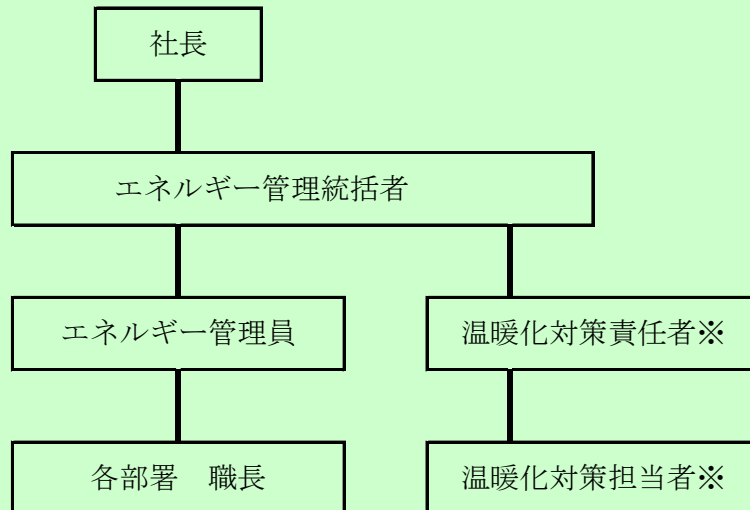 社長
エネルギー管理統括者
エネルギー管理員
温暖化対策責任者※
各部署　職長
温暖化対策担当者※